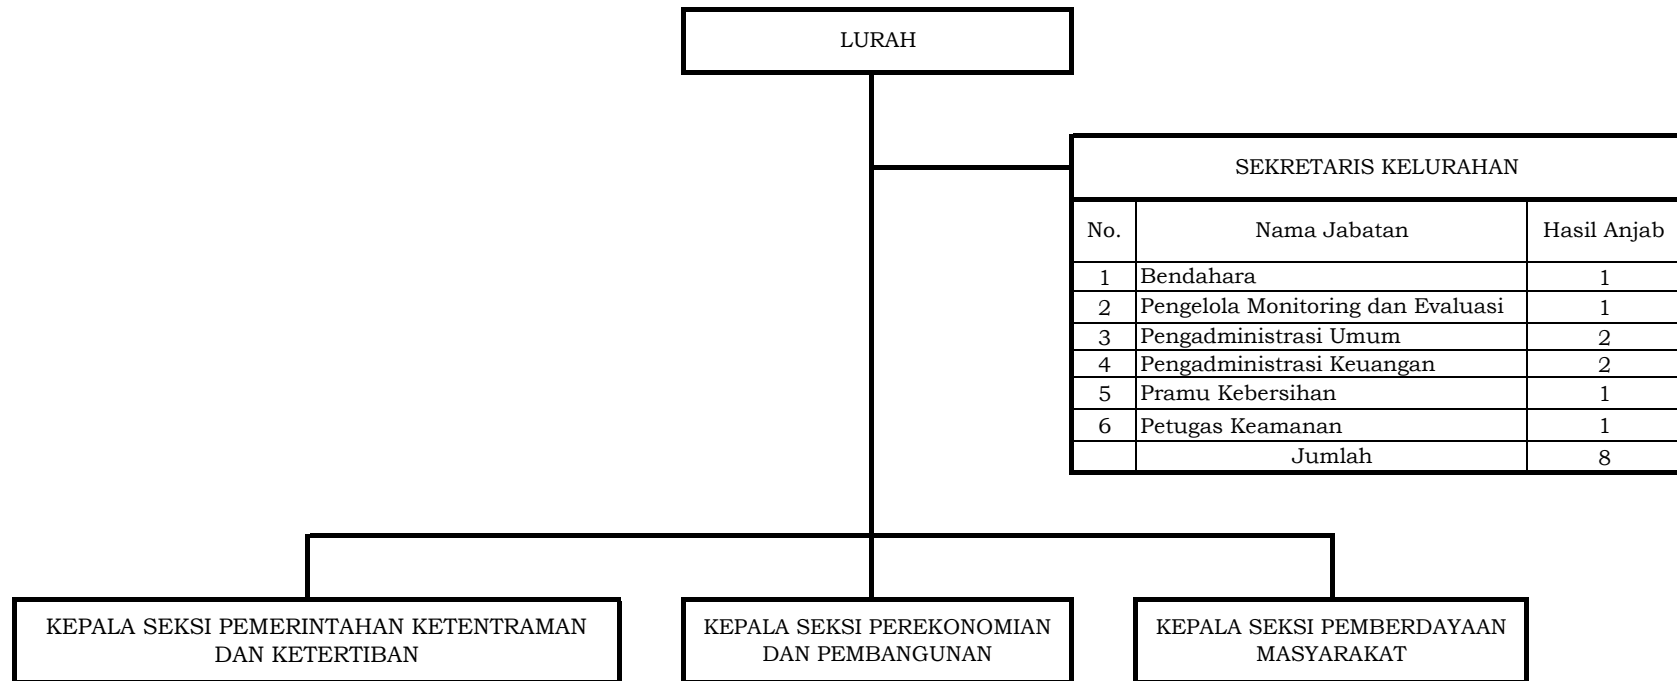 LURAH
SEKRETARIS KELURAHAN
No. Nama Jabatan Hasil Anjab
1 Bendahara 1
2 Pengelola Monitoring dan Evaluasi 1
3 Pengadministrasi Umum 2
4 Pengadministrasi Keuangan 2
5 Pramu Kebersihan 1
6 Petugas Keamanan 1
Jumlah 8
KEPALA SEKSI PEMERINTAHAN KETENTRAMAN
DAN KETERTIBAN
KEPALA SEKSI PEREKONOMIAN
DAN PEMBANGUNAN
KEPALA SEKSI PEMBERDAYAAN
MASYARAKAT